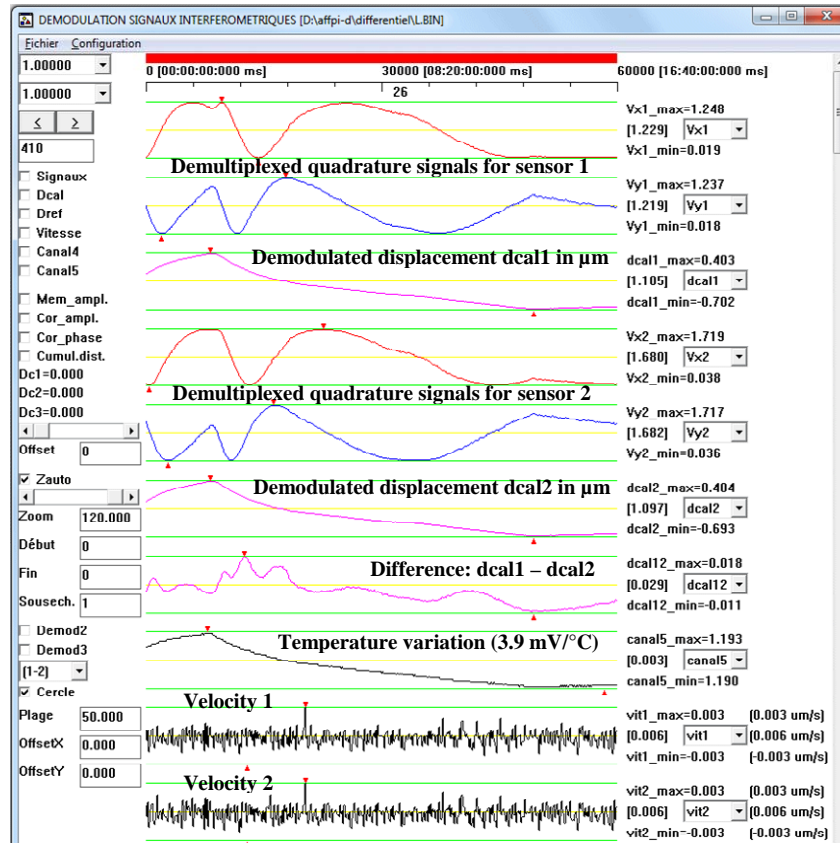 DEMODULATION SIGNAUX INTERFEROMETRIQUES [D:\affpi-d\differentiel\L.BIN]
Fichier Configuration
1.00000
1.00000
< >
410
Signaux
Dcal
Dref
Vitesse
Canal4
Canal5
Mem_ampl.
Cor_ampl.
Cor_phase
Cumul.dist.
Dc1=0.000
Dc2=0.000
Dc3=0.000
Offset 0
Zauto
Zoom 120.000
Début 0
Fin 0
Sousech. 1
Demod2
Demod3
(1-2)
Cercle
Plage 50.000
OffsetX 0.000
OffsetY 0.000
0 [00:00:00:000 ms] 30000 [08:20:00:000 ms] 60000 [16:40:00:000 ms]
26
Demultiplexed quadrature signals for sensor 1
Demodulated displacement dcal1 in µm
Demultiplexed quadrature signals for sensor 2
Demodulated displacement dcal2 in µm
Difference: dcal1 – dcal2
Temperature variation (3.9 mV/°C)
Velocity 1
Velocity 2
Vx1_max=1.248
[1.229] Vx1
Vx1_min=0.019
Vy1_max=1.237
[1.219] Vy1
Vy1_min=0.018
dcal1_max=0.403
[1.105] dcal1
dcal1_min=-0.702
Vx2_max=1.719
[1.680] Vx2
Vx2_min=0.038
Vy2_max=1.717
[1.682] Vy2
Vy2_min=0.036
dcal2_max=0.404
[1.097] dcal2
dcal2_min=-0.693
dcal12_max=0.018
[0.029] dcal12
dcal12_min=-0.011
canal5_max=1.193
[0.003] canal5
canal5_min=1.190
vit1_max=0.003 (0.003 um/s)
[0.006] vit1 (0.006 um/s)
vit1_min=-0.003 (-0.003 um/s)
vit2_max=0.003 (0.003 um/s)
[0.006] vit2 (0.006 um/s)
vit2_min=-0.003 (-0.003 um/s)